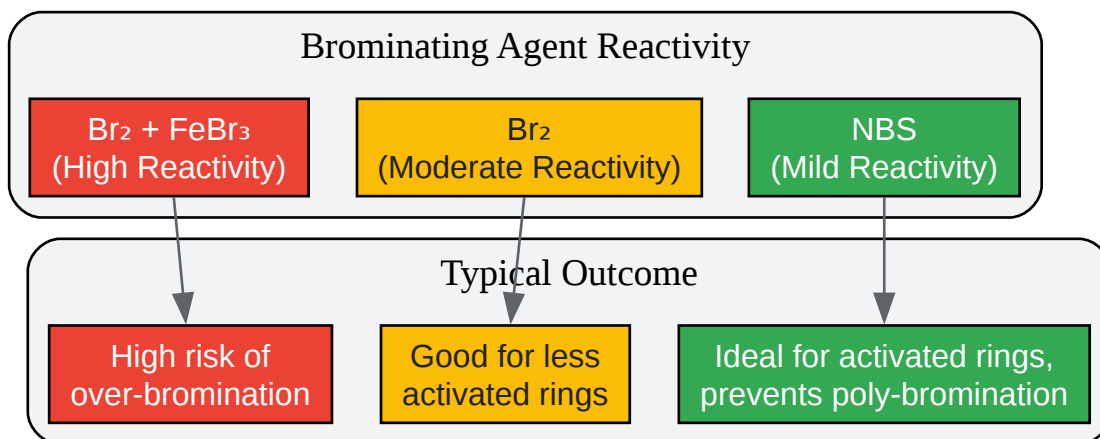 Brominating Agent Reactivity
Br₂ + FeBr₃
(High Reactivity)
Br₂
(Moderate Reactivity)
NBS
(Mild Reactivity)
Typical Outcome
High risk of
over-bromination
Good for less
activated rings
Ideal for activated rings,
prevents poly-bromination